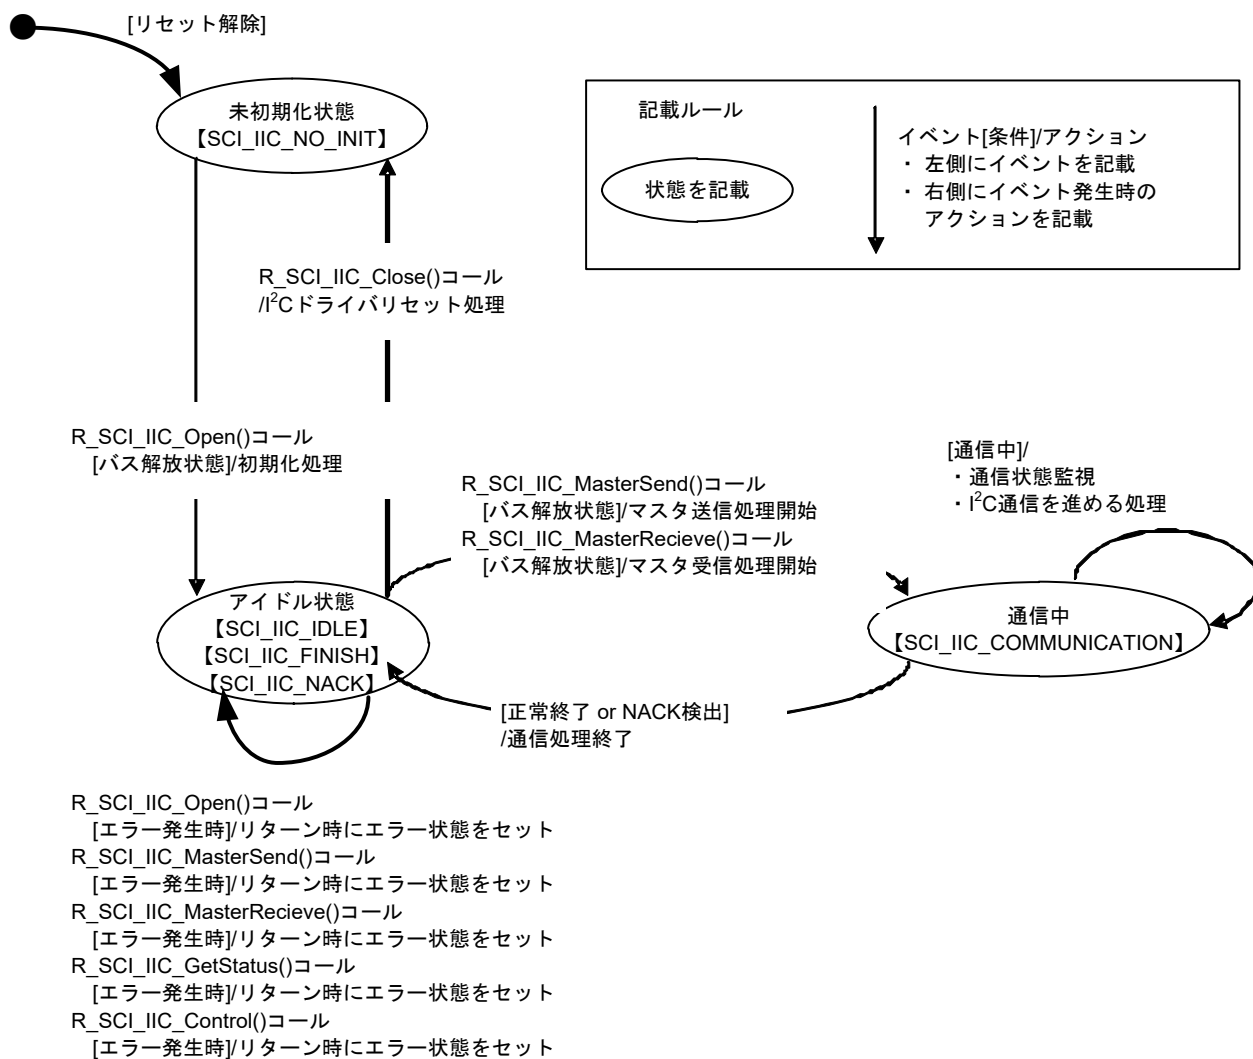 [リセット解除]
未初期化状態
【SCI_IIC_NO_INIT】
記載ルール
状態を記載
イベント[条件]/アクション
・ 左側にイベントを記載
・ 右側にイベント発生時の
アクションを記載
R_SCI_IIC_Close()コール
/I²Cドライバリセット処理
R_SCI_IIC_Open()コール
[バス解放状態]/初期化処理
R_SCI_IIC_MasterSend()コール
[バス解放状態]/マスタ送信処理開始
R_SCI_IIC_MasterRecieve()コール
[バス解放状態]/マスタ受信処理開始
[通信中]/
・通信状態監視
・I²C通信を進める処理
アイドル状態
【SCI_IIC_IDLE】
【SCI_IIC_FINISH】
【SCI_IIC_NACK】
通信中
【SCI_IIC_COMMUNICATION】
[正常終了 or NACK検出]
/通信処理終了
R_SCI_IIC_Open()コール
[エラー発生時]/リターン時にエラー状態をセット
R_SCI_IIC_MasterSend()コール
[エラー発生時]/リターン時にエラー状態をセット
R_SCI_IIC_MasterRecieve()コール
[エラー発生時]/リターン時にエラー状態をセット
R_SCI_IIC_GetStatus()コール
[エラー発生時]/リターン時にエラー状態をセット
R_SCI_IIC_Control()コール
[エラー発生時]/リターン時にエラー状態をセット